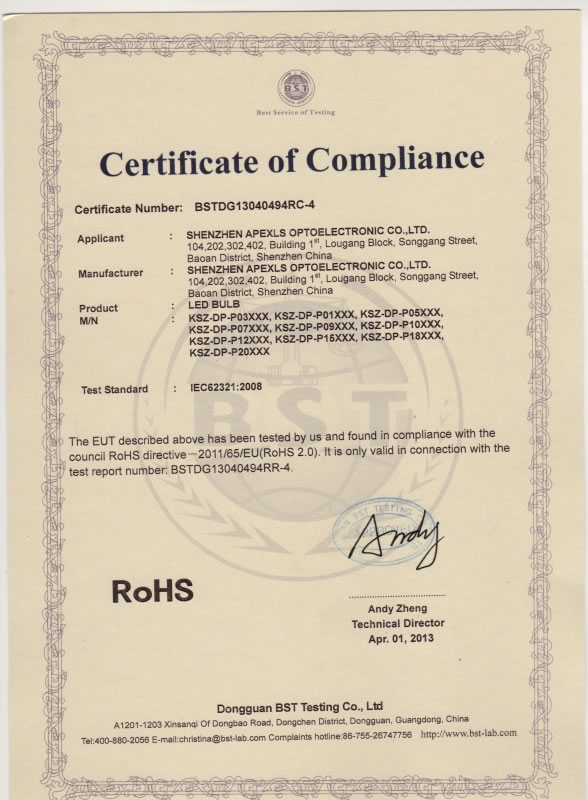 BST
Best Service of Testing
Certificate of Compliance
Certificate Number: BSTDG13040494RC-4
Applicant : SHENZHEN APEXLS OPTOELECTRONIC CO.,LTD.
104,202,302,402, Building 1st, Lougang Block, Songgang Street,
Baoan District, Shenzhen China
Manufacturer : SHENZHEN APEXLS OPTOELECTRONIC CO.,LTD.
104,202,302,402, Building 1st, Lougang Block, Songgang Street,
Baoan District, Shenzhen China
Product : LED BULB
M/N : KSZ-DP-P03XXX, KSZ-DP-P01XXX, KSZ-DP-P05XXX,
KSZ-DP-P07XXX, KSZ-DP-P09XXX, KSZ-DP-P10XXX,
KSZ-DP-P12XXX, KSZ-DP-P15XXX, KSZ-DP-P18XXX,
KSZ-DP-P20XXX
Test Standard : IEC62321:2008
BST
The EUT described above has been tested by us and found in compliance with the
council RoHS directive－2011/65/EU(RoHS 2.0). It is only valid in connection with the
test report number: BSTDG13040494RR-4.
BST TESTING
APPROVED
Andy
RoHS
Andy Zheng
Technical Director
Apr. 01, 2013
Dongguan BST Testing Co., Ltd
A1201-1203 Xinsanqi Of Dongbao Road, Dongchen District, Dongguan, Guangdong, China
Tel:400-880-2056 E-mail:christina@bst-lab.com Complaints hotline:86-755-26747756 http://www.bst-lab.com